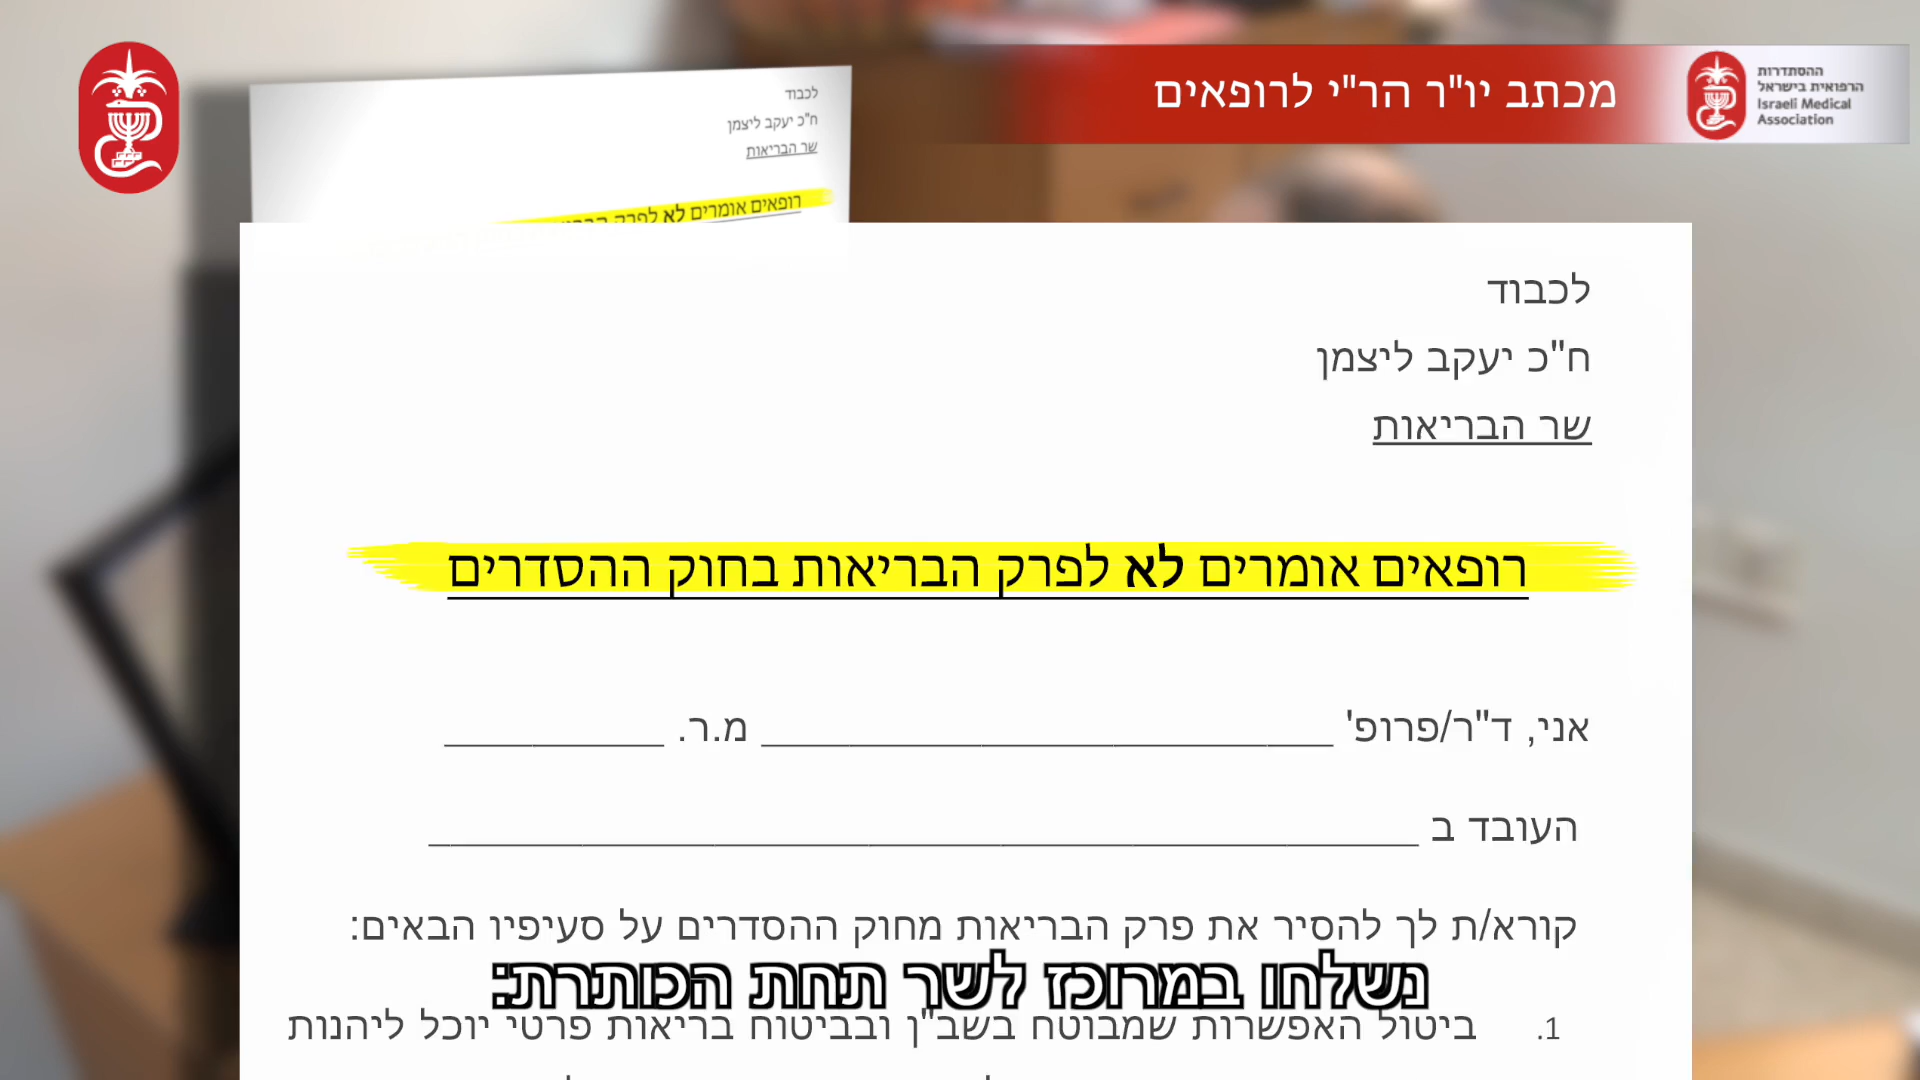 מכתב יו"ר הר"י לרופאים
ההסתדרות
הרפואית בישראל
Israeli Medical
Association
לכבוד
ח"כ יעקב ליצמן
שר הבריאות
רופאים אומרים לא לפרק
לכבוד
ח"כ יעקב ליצמן
שר הבריאות
רופאים אומרים לא לפרק הבריאות בחוק ההסדרים
אני, ד"ר/פרופ' __________________________ מ.ר. __________
העובד ב _____________________________________________
קורא/ת לך להסיר את פרק הבריאות מחוק ההסדרים על סעיפיו הבאים:
נשלחו במרוכז לשר תחת הכותרת:
1. ביטול האפשרות שמבוטח בשב"ן ובביטוח בריאות פרטי יוכל ליהנות